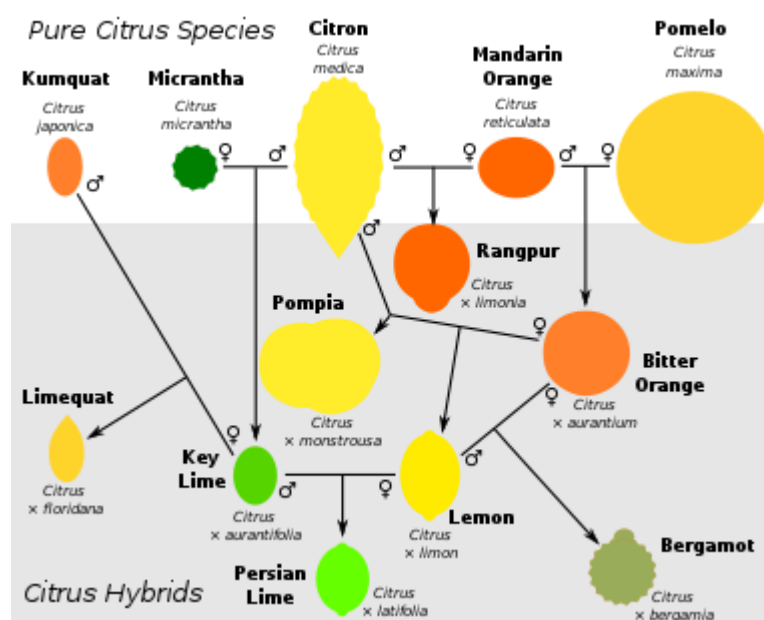 Pure Citrus Species
Kumquat
Citrus
japonica
Micrantha
Citrus
micrantha
Citron
Citrus
medica
Mandarin
Orange
Citrus
reticulata
Pomelo
Citrus
maxima
♂
♀
♂
♂
♀
♂
♀
♂
Rangpur
Citrus
× limonia
Pompia
Citrus
× monstrousa
♀
Bitter
Orange
♀
Citrus
× aurantium
Limequat
Citrus
× floridana
♀
Key
Lime
♂
Citrus
× aurantifolia
♀
♂
Lemon
Citrus
× limon
Persian
Lime
Citrus
× latifolia
Bergamot
Citrus
× bergamia
Citrus Hybrids